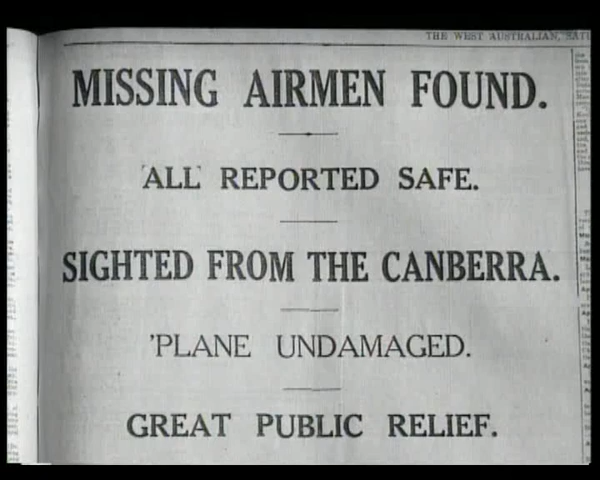 THE WEST AUSTRALIAN,
MISSING AIRMEN FOUND.
ALL REPORTED SAFE.
SIGHTED FROM THE CANBERRA.
'PLANE UNDAMAGED.
GREAT PUBLIC RELIEF.